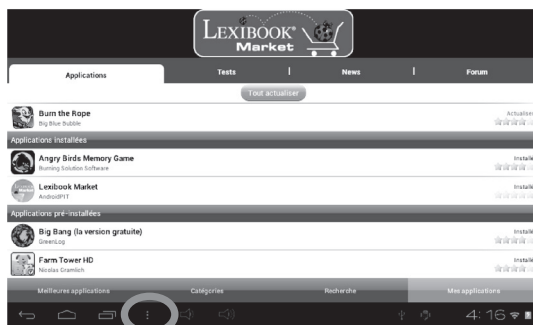 LEXIBOOK®
Market
Applications Tests News Forum
Tout actualiser
Burn the Rope Actualiser
Big Blue Bubble
Applications installées
Angry Birds Memory Game Installé
Burning Solution Software
Lexibook Market Installé
AndroidPIT
Applications pré-installées
Big Bang (la version gratuite) Installé
GreenLog
Farm Tower HD Installé
Nicolas Gramlich
Meilleures applications Catégories Recherche Mes applications
4:16